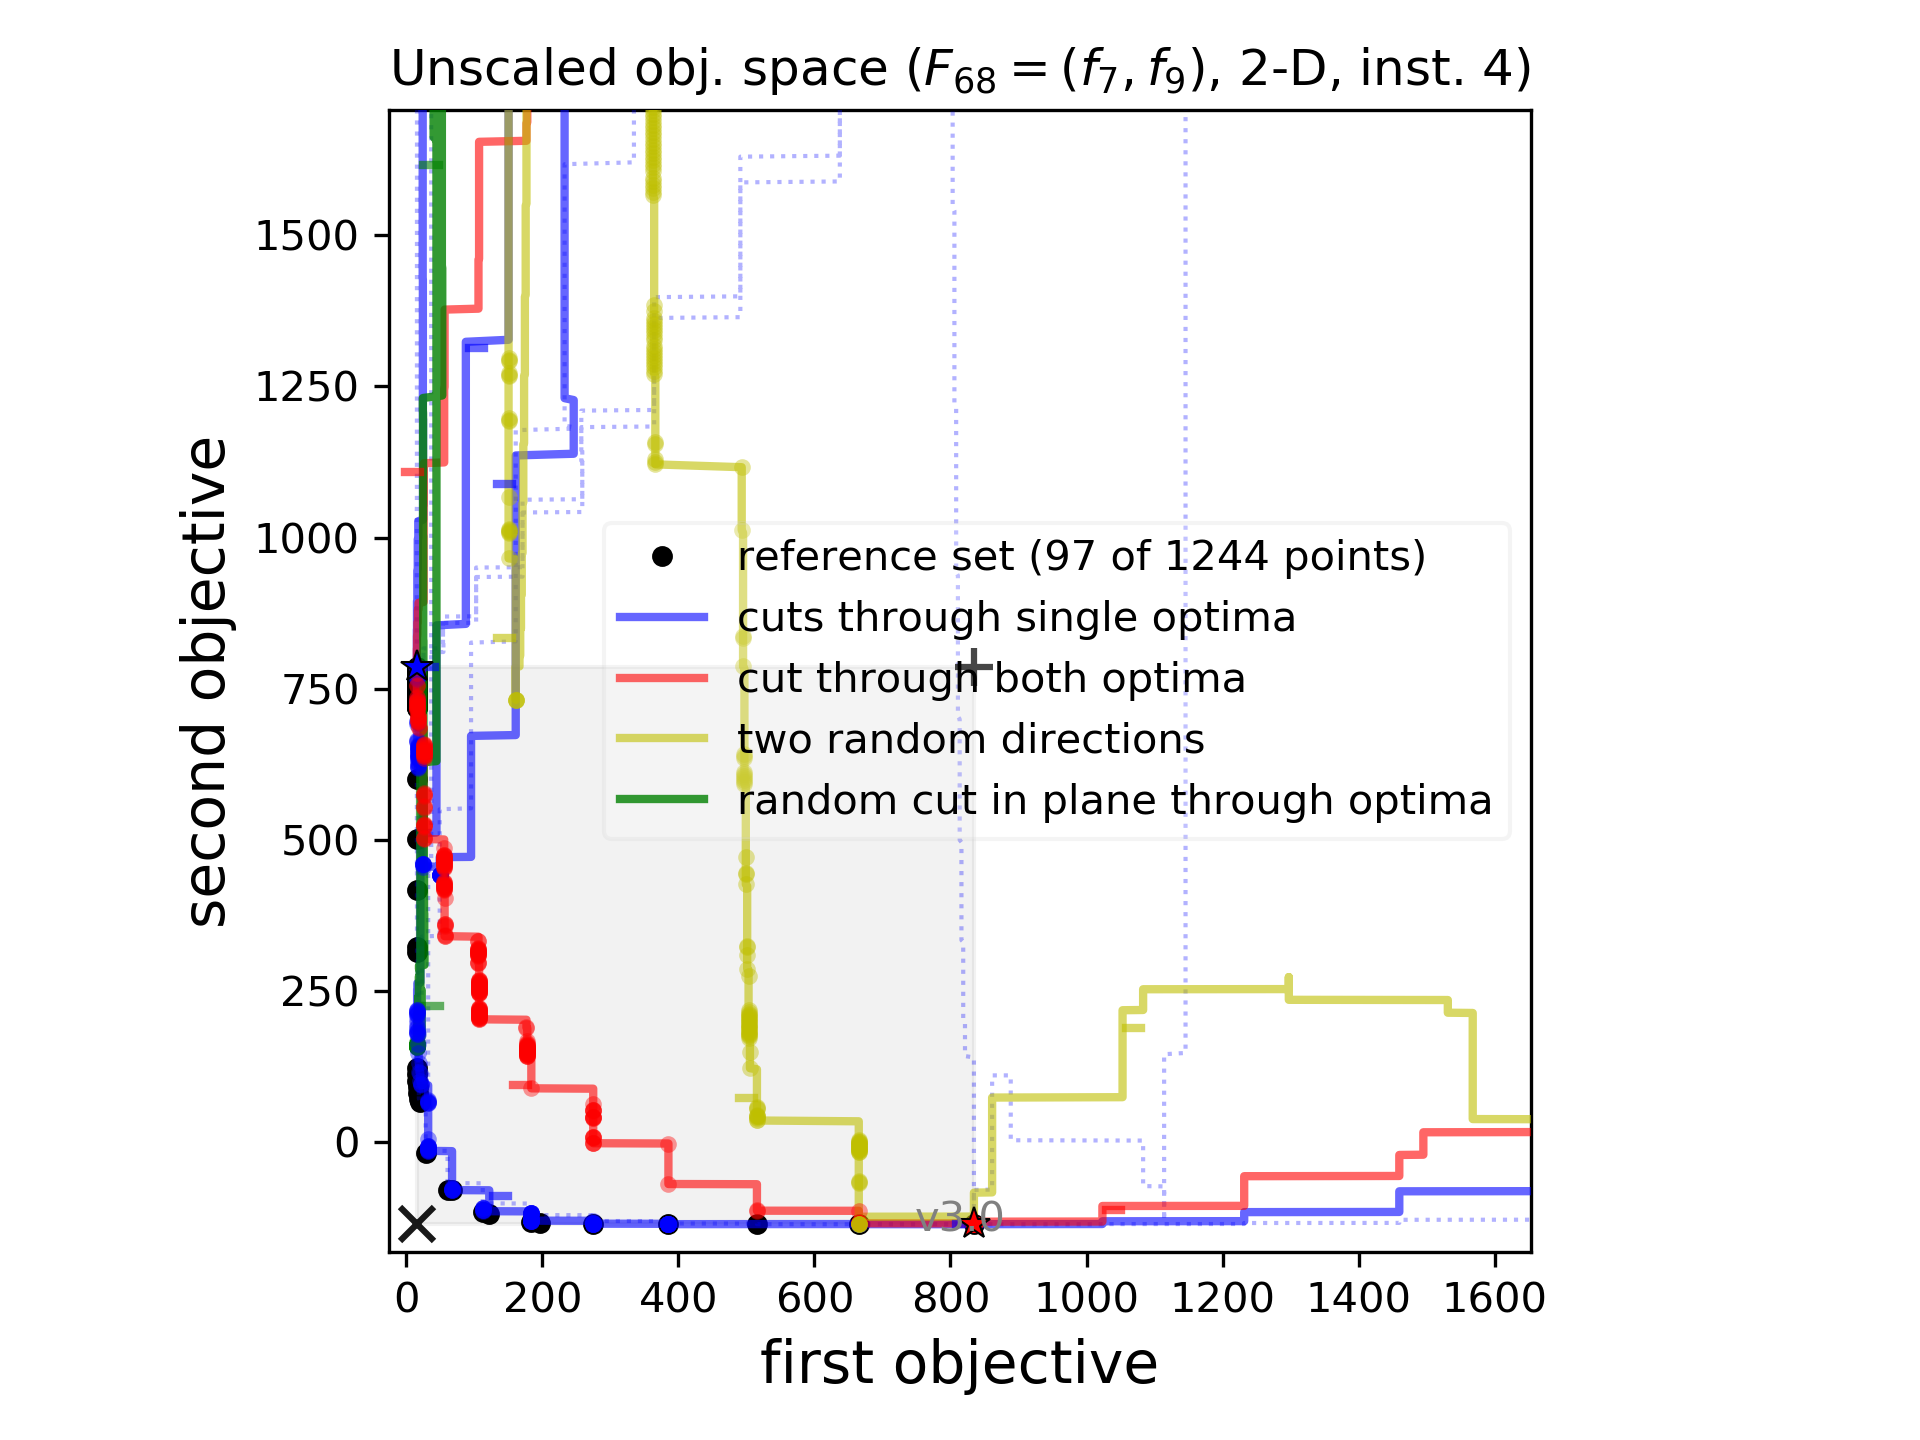 Unscaled obj. space (F68 = (f7, f9), 2-D, inst. 4)
1500
1250
1000
750
500
250
0
second objective
reference set (97 of 1244 points)
cuts through single optima
cut through both optima
two random directions
random cut in plane through optima
v3.0
0 200 400 600 800 1000 1200 1400 1600
first objective